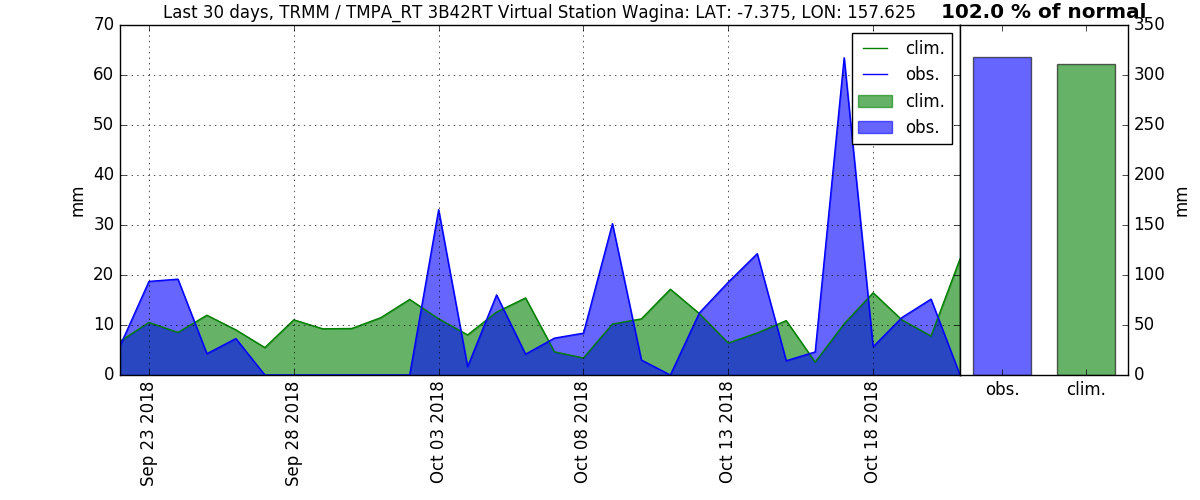 Last 30 days, TRMM / TMPA_RT 3B42RT Virtual Station Wagina: LAT: -7.375, LON: 157.625
102.0 % of normal
70
60
50
40
30
20
10
0
mm
clim.
obs.
clim.
obs.
350
300
250
200
150
100
50
0
mm
obs.
clim.
Sep 23 2018
Sep 28 2018
Oct 03 2018
Oct 08 2018
Oct 13 2018
Oct 18 2018